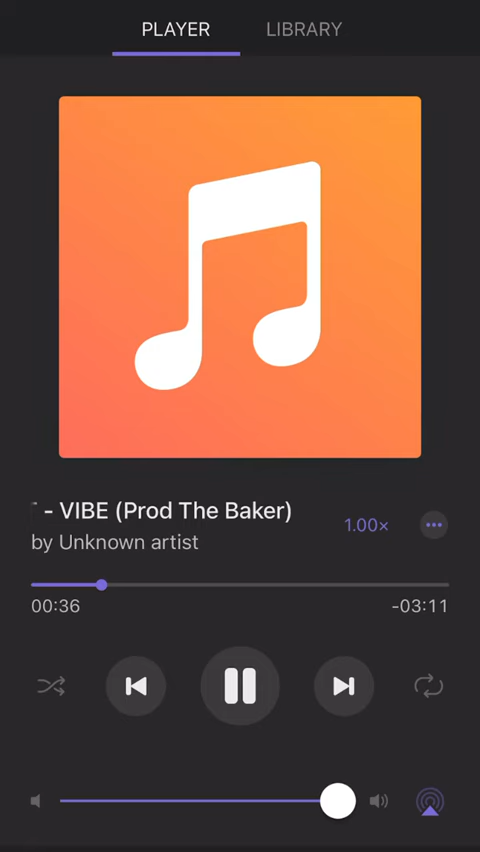 PLAYER LIBRARY
- VIBE (Prod The Baker)
1.00×
by Unknown artist
00:36 -03:11